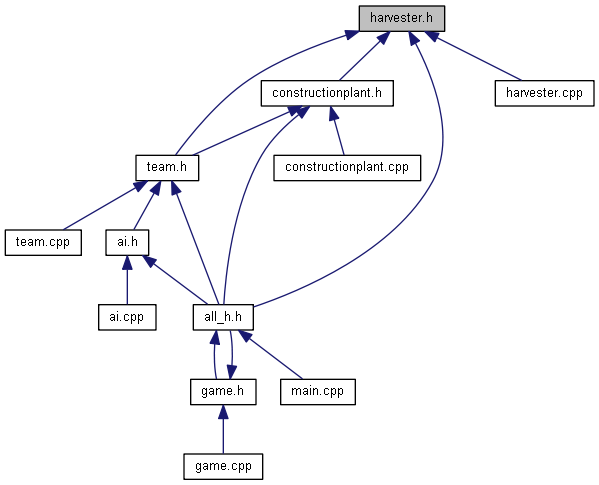 harvester.h
constructionplant.h
harvester.cpp
team.h
constructionplant.cpp
team.cpp
ai.h
ai.cpp
all_h.h
game.h
main.cpp
game.cpp